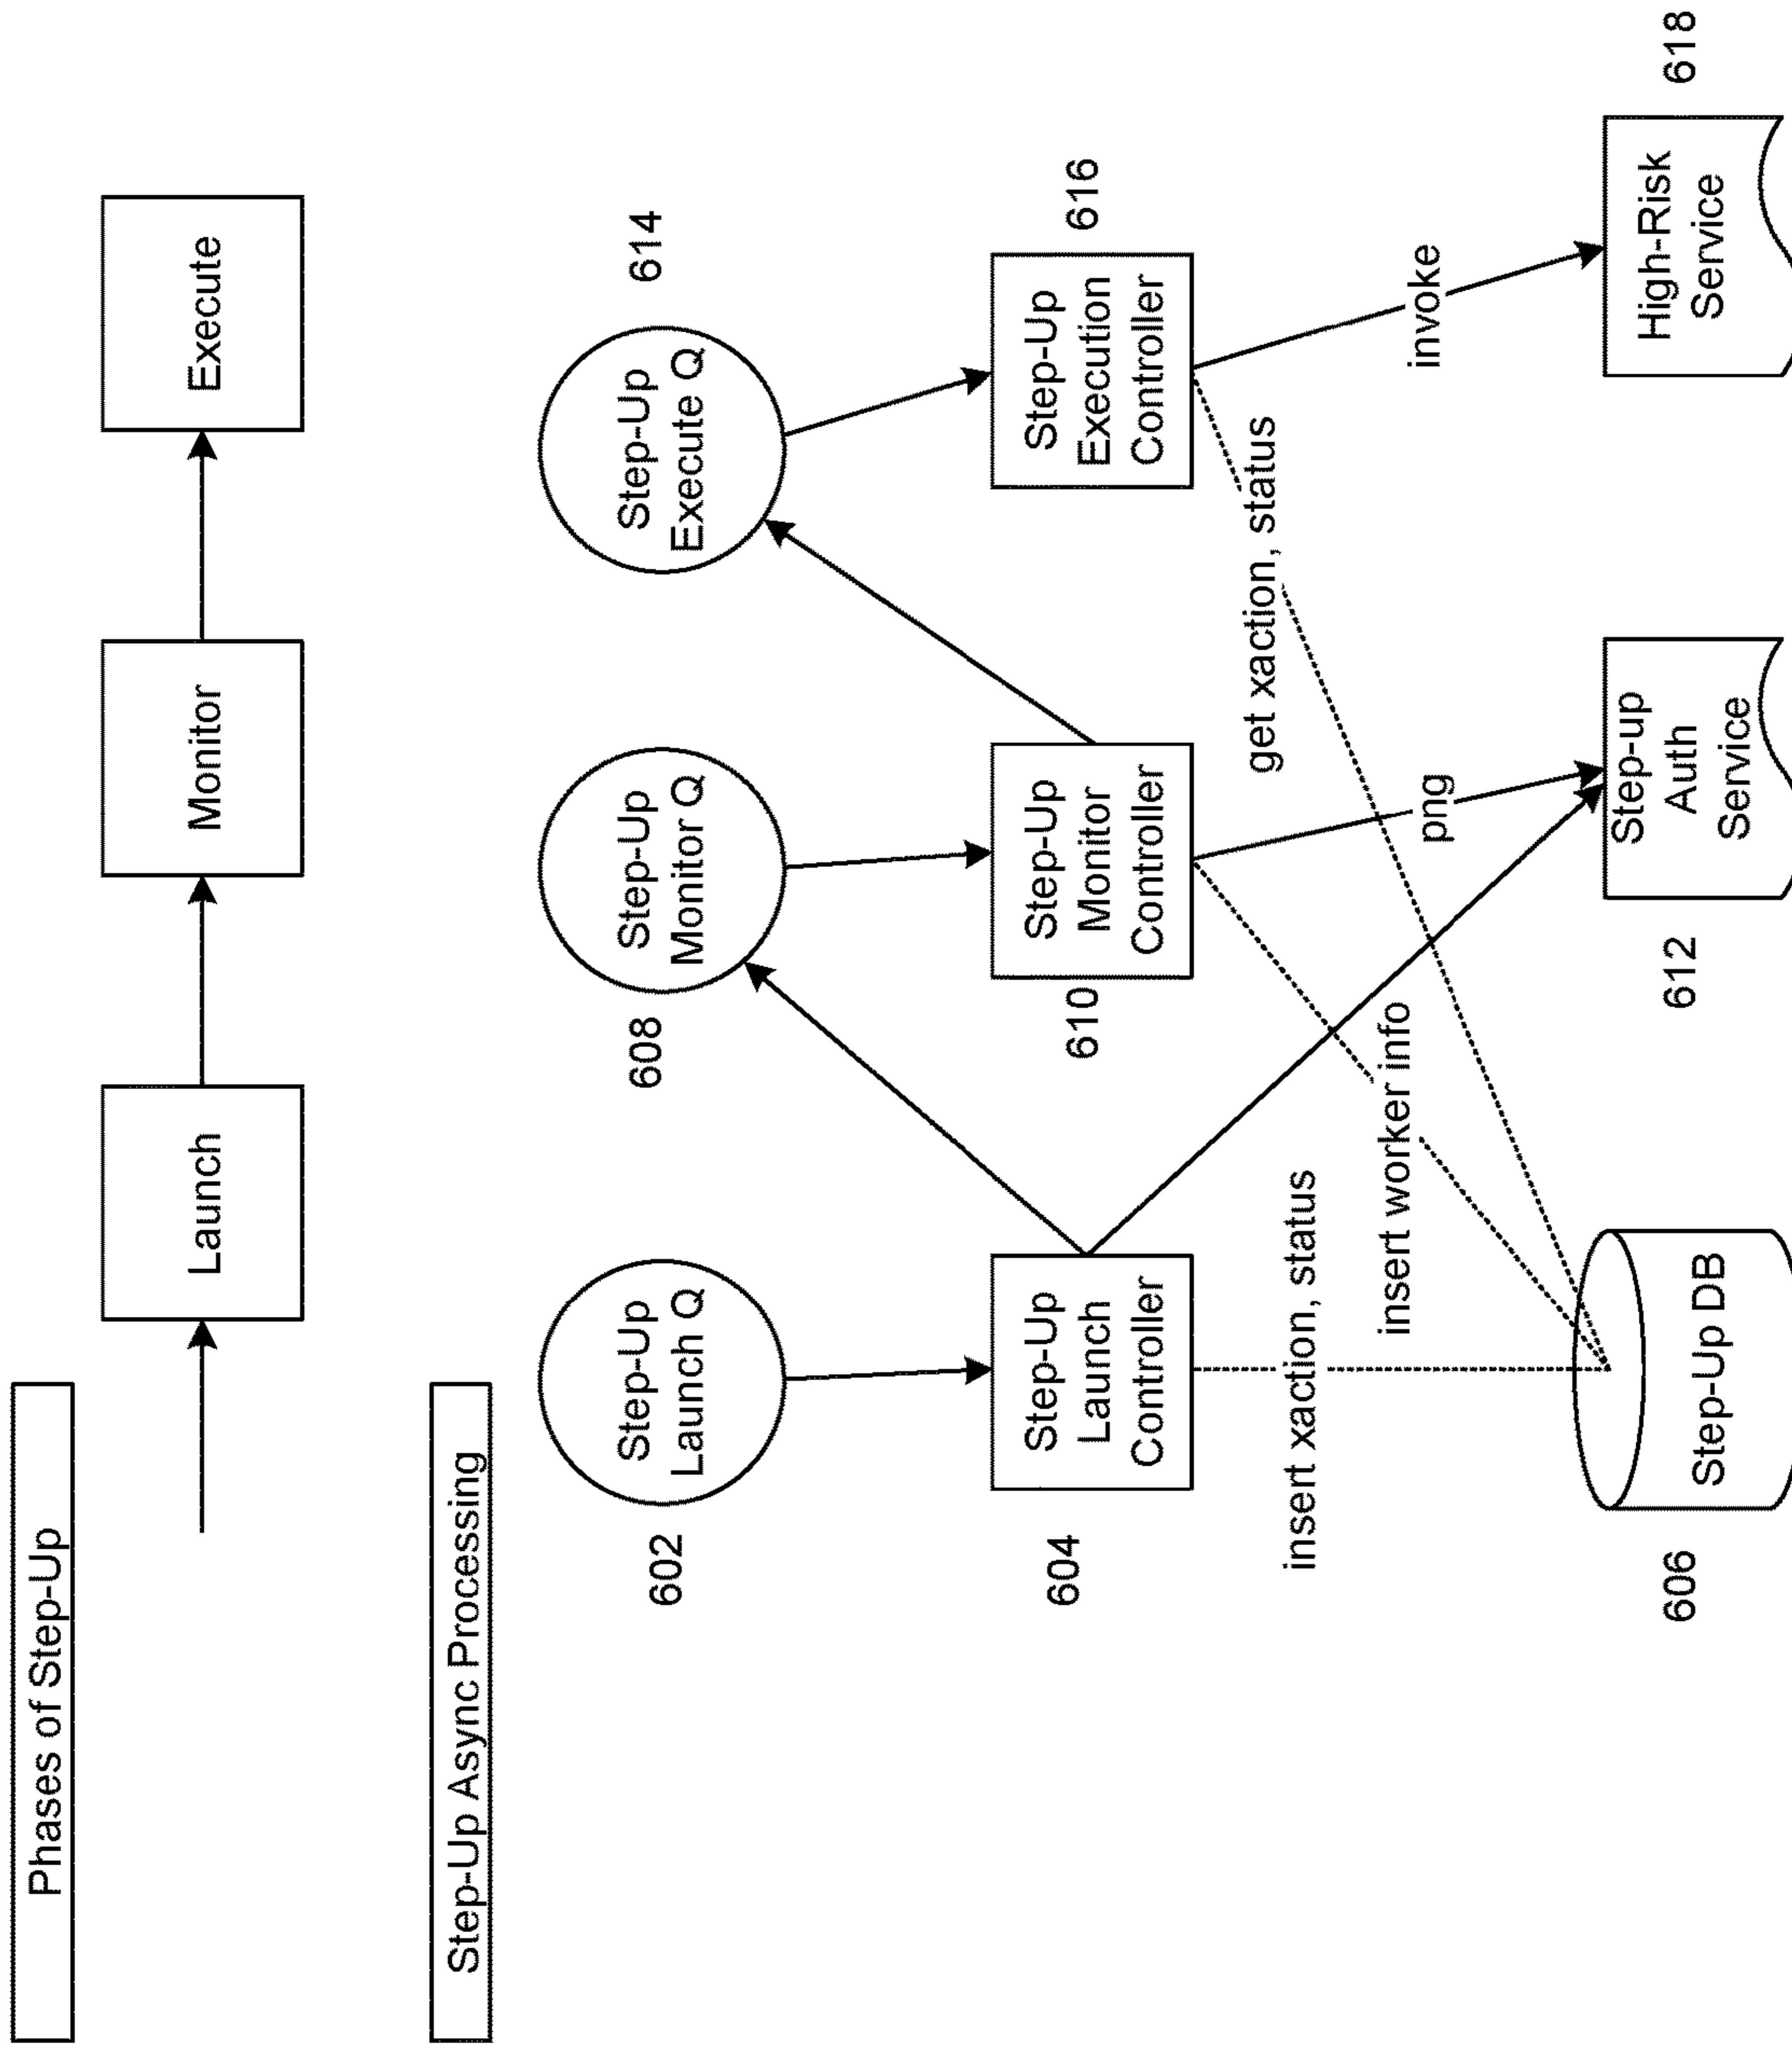 Phases of Step-Up
Launch
Monitor
Execute
Step-Up Async Processing
602
Step-Up
Launch Q
608
Step-Up
Monitor Q
Step-Up
Execute Q
614
604
Step-Up
Launch
Controller
610
Step-Up
Monitor
Controller
Step-Up
Execution
Controller
616
insert xaction, status
insert worker info
get xaction, status
png
invoke
606
Step-Up DB
612
Step-up
Auth
Service
High-Risk
Service
618